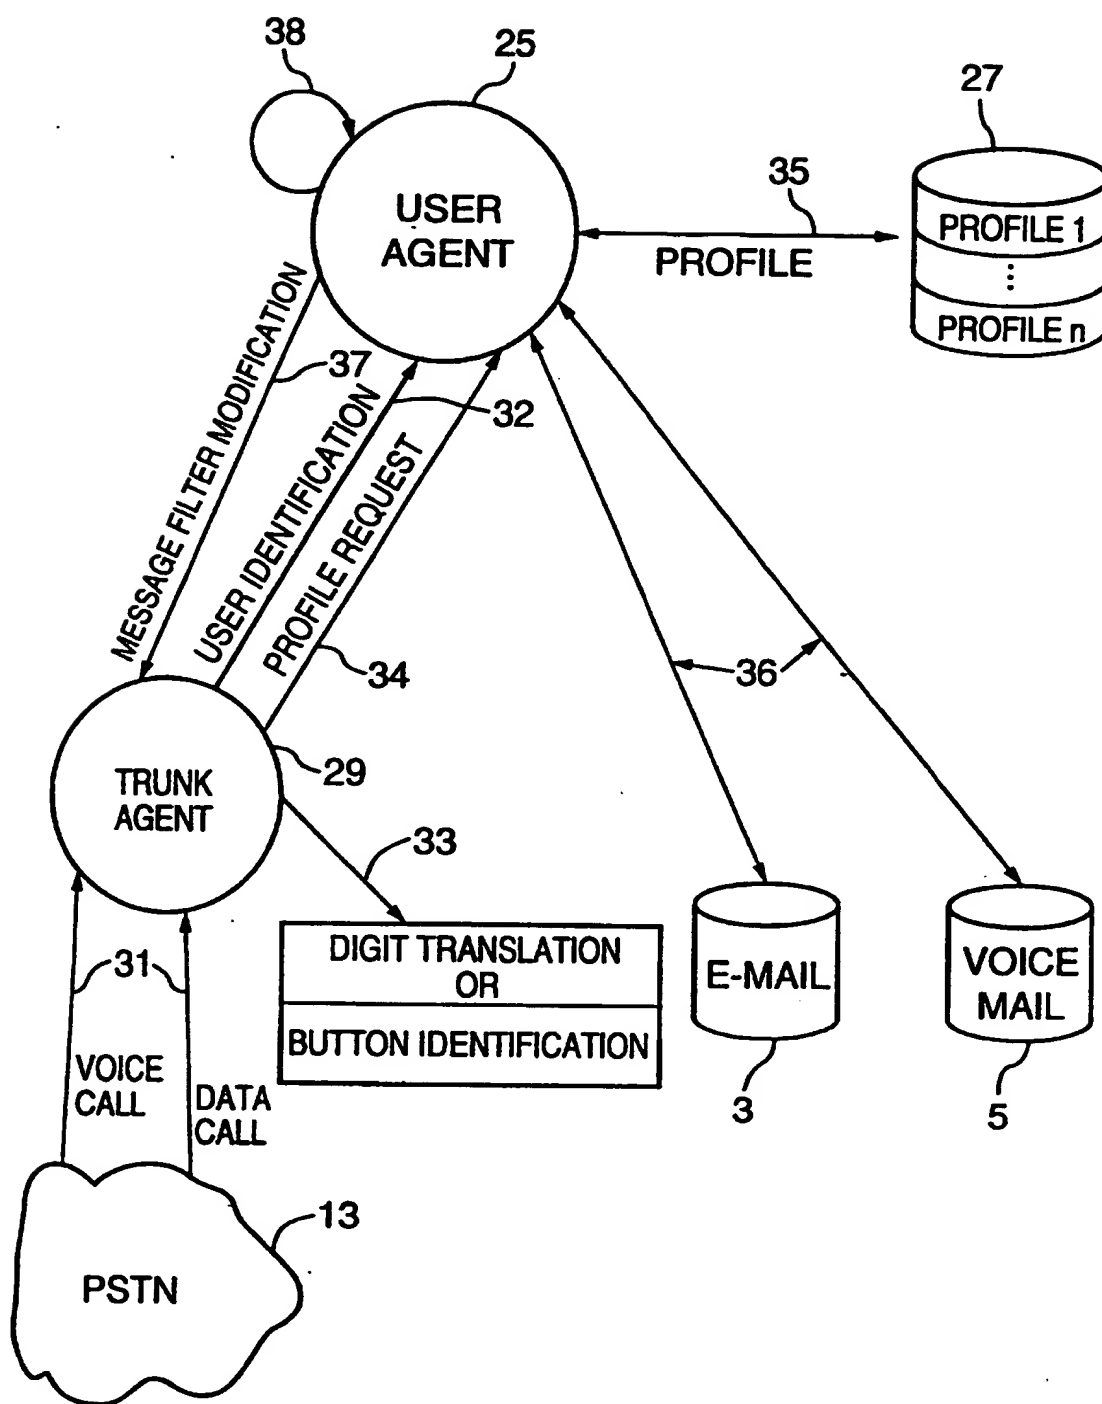 38
25
27
USER
AGENT
35
PROFILE
PROFILE 1
⋮
PROFILE n
MESSAGE FILTER MODIFICATION
37
USER IDENTIFICATION
32
PROFILE REQUEST
34
36
TRUNK
AGENT
29
33
DIGIT TRANSLATION
OR
BUTTON IDENTIFICATION
E-MAIL
3
VOICE
MAIL
5
31
VOICE
CALL
DATA
CALL
13
PSTN